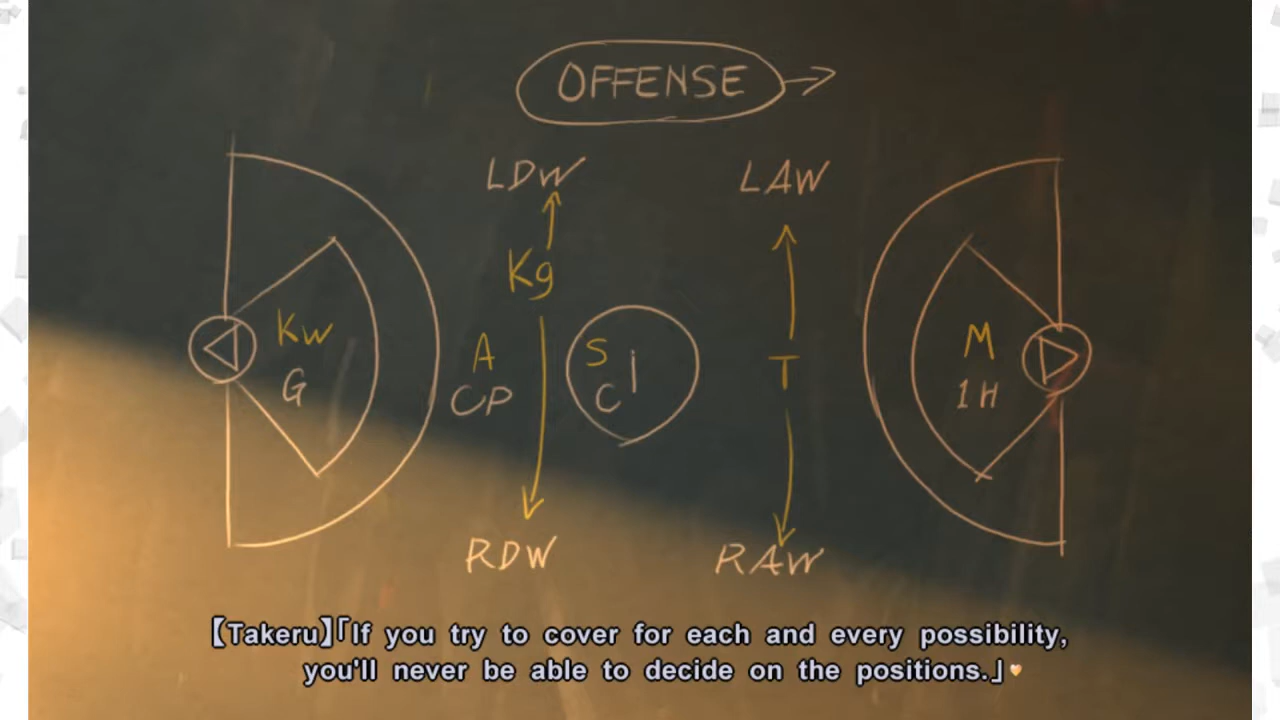 OFFENSE
LDW
LAW
Kg
Kw
A
S
T
M
G
CP
C
1H
RDW
RAW
【Takeru】「If you try to cover for each and every possibility,
you'll never be able to decide on the positions.」